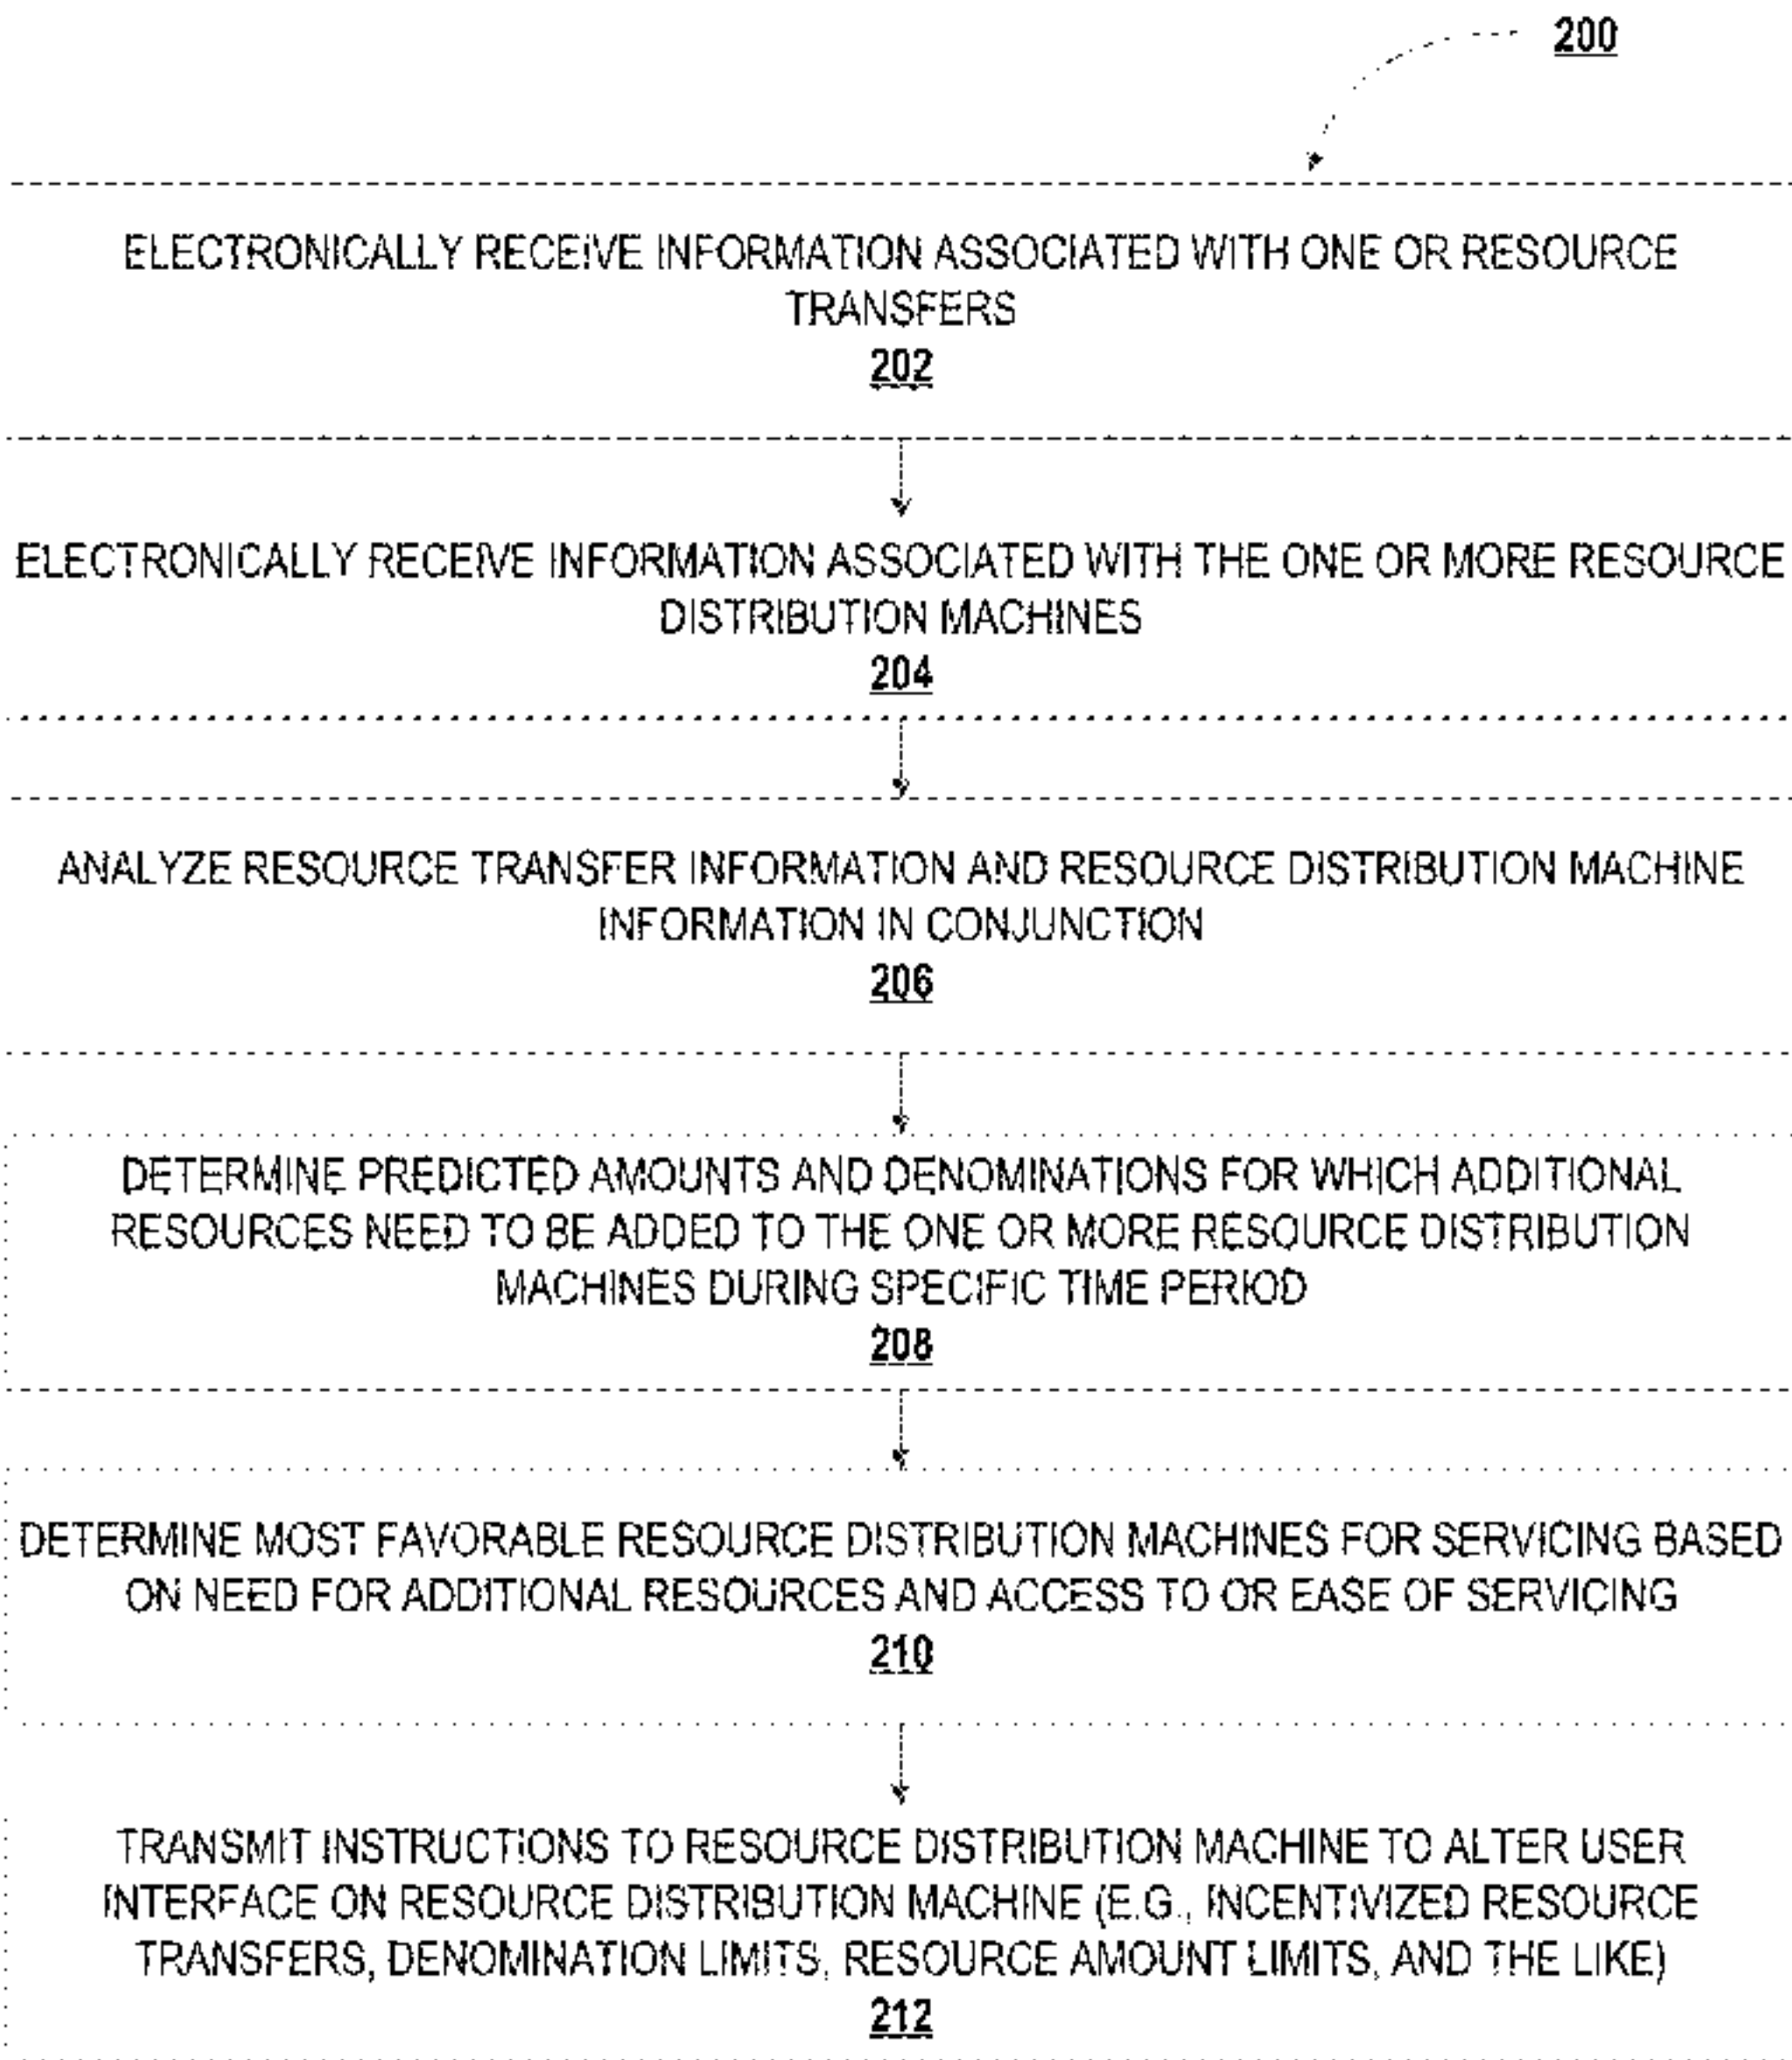 200
ELECTRONICALLY RECEIVE INFORMATION ASSOCIATED WITH ONE OR RESOURCE
TRANSFERS
202
ELECTRONICALLY RECEIVE INFORMATION ASSOCIATED WITH THE ONE OR MORE RESOURCE
DISTRIBUTION MACHINES
204
ANALYZE RESOURCE TRANSFER INFORMATION AND RESOURCE DISTRIBUTION MACHINE
INFORMATION IN CONJUNCTION
206
DETERMINE PREDICTED AMOUNTS AND DENOMINATIONS FOR WHICH ADDITIONAL
RESOURCES NEED TO BE ADDED TO THE ONE OR MORE RESOURCE DISTRIBUTION
MACHINES DURING SPECIFIC TIME PERIOD
208
DETERMINE MOST FAVORABLE RESOURCE DISTRIBUTION MACHINES FOR SERVICING BASED
ON NEED FOR ADDITIONAL RESOURCES AND ACCESS TO OR EASE OF SERVICING
210
TRANSMIT INSTRUCTIONS TO RESOURCE DISTRIBUTION MACHINE TO ALTER USER
INTERFACE ON RESOURCE DISTRIBUTION MACHINE (E.G., INCENTIVIZED RESOURCE
TRANSFERS, DENOMINATION LIMITS, RESOURCE AMOUNT LIMITS, AND THE LIKE)
212